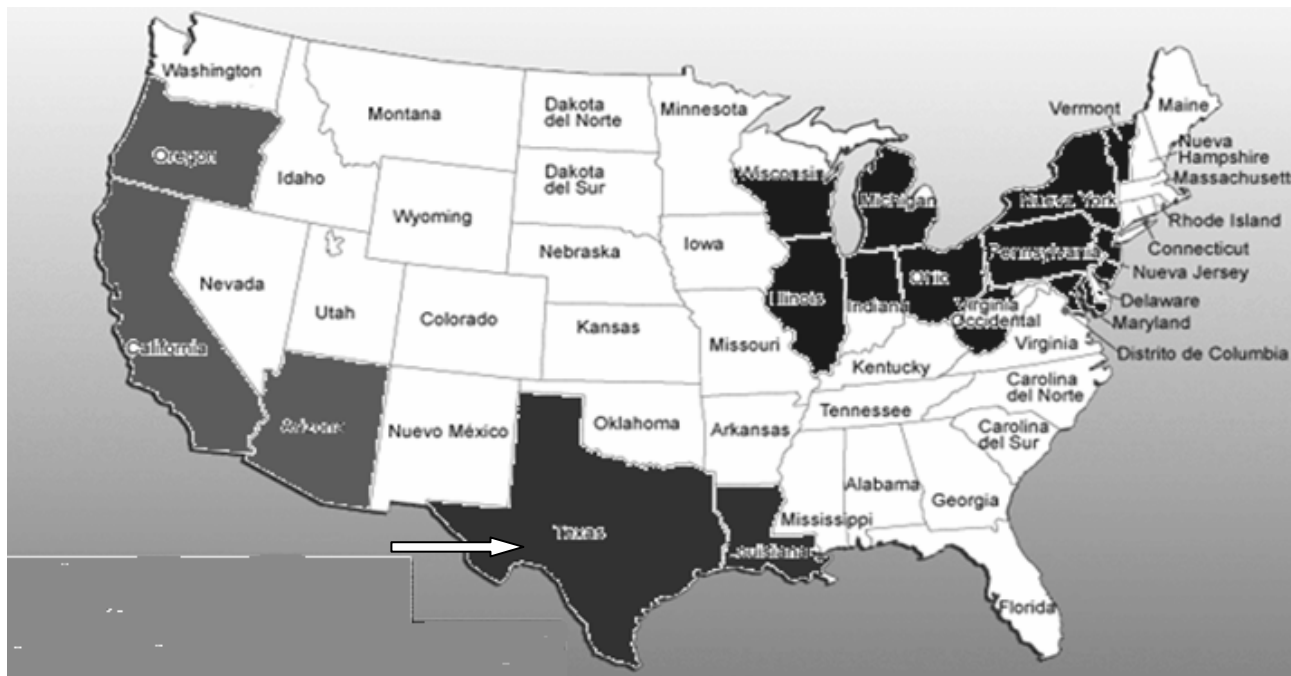 Washington
Montana
Dakota
del Norte
Minnesota
Vermont
Maine
Nueva
Hampshire
Massachusett
Oregon
Idaho
Dakota
del Sur
Wisconsin
Michigan
Nueva York
Wyoming
Rhode Island
Connecticut
Nebraska
Iowa
Pennsylvania
Nueva Jersey
Nevada
Utah
Colorado
Kansas
Illinois
Indiana
Ohio
Virginia
Occidental
Delaware
Maryland
Virginia
Distrito de Columbia
California
Missouri
Kentucky
Carolina
del Norte
Arizona
Nuevo México
Oklahoma
Arkansas
Tennessee
Carolina
del Sur
Texas
Louisiana
Mississippi
Alabama
Georgia
Florida